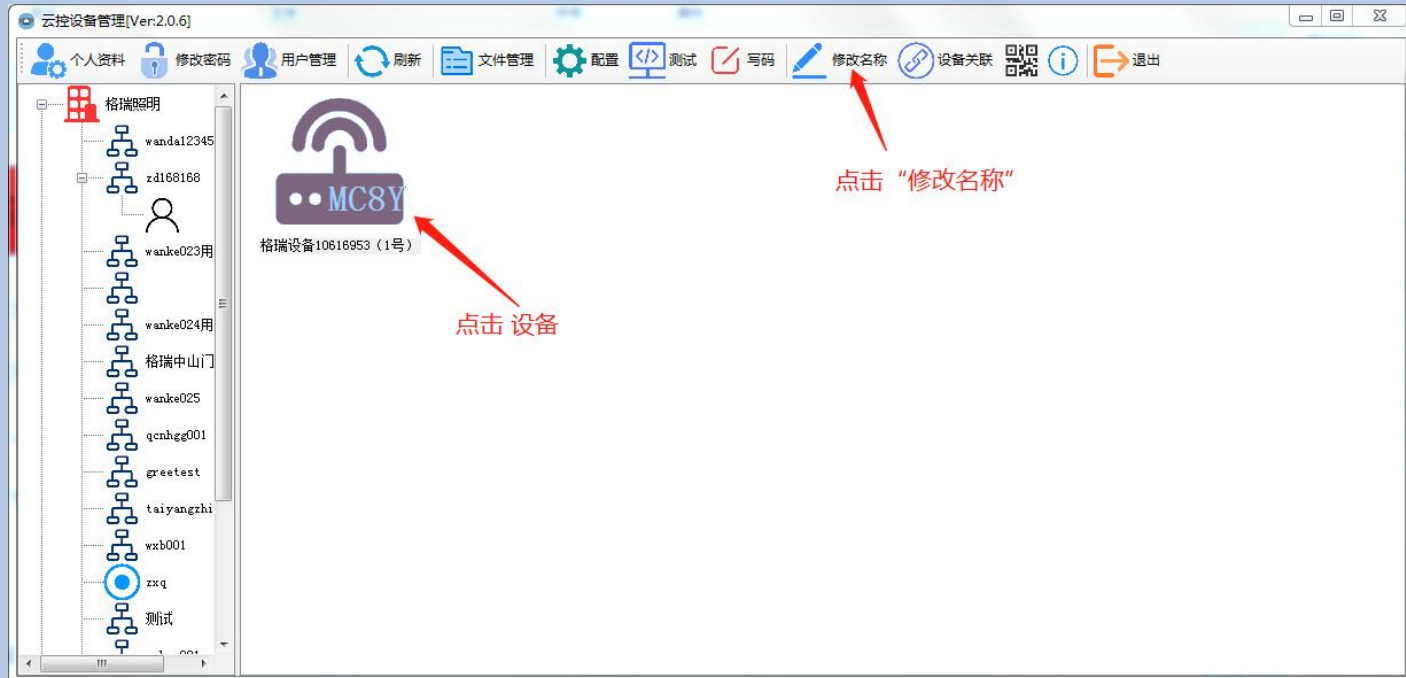 云控设备管理[Ver:2.0.6]
个人资料 修改密码 用户管理 刷新 文件管理 配置 测试 写码 修改名称 设备关联 退出
格瑞照明
wanda12345
zd168168
wanke023用
wanke024用
格瑞中山门
wanke025
qcnhgg001
greetest
taiyangzhi
wxb001
zxq
测试
MC8Y
格瑞设备10616953（1号）
点击 设备
点击“修改名称”